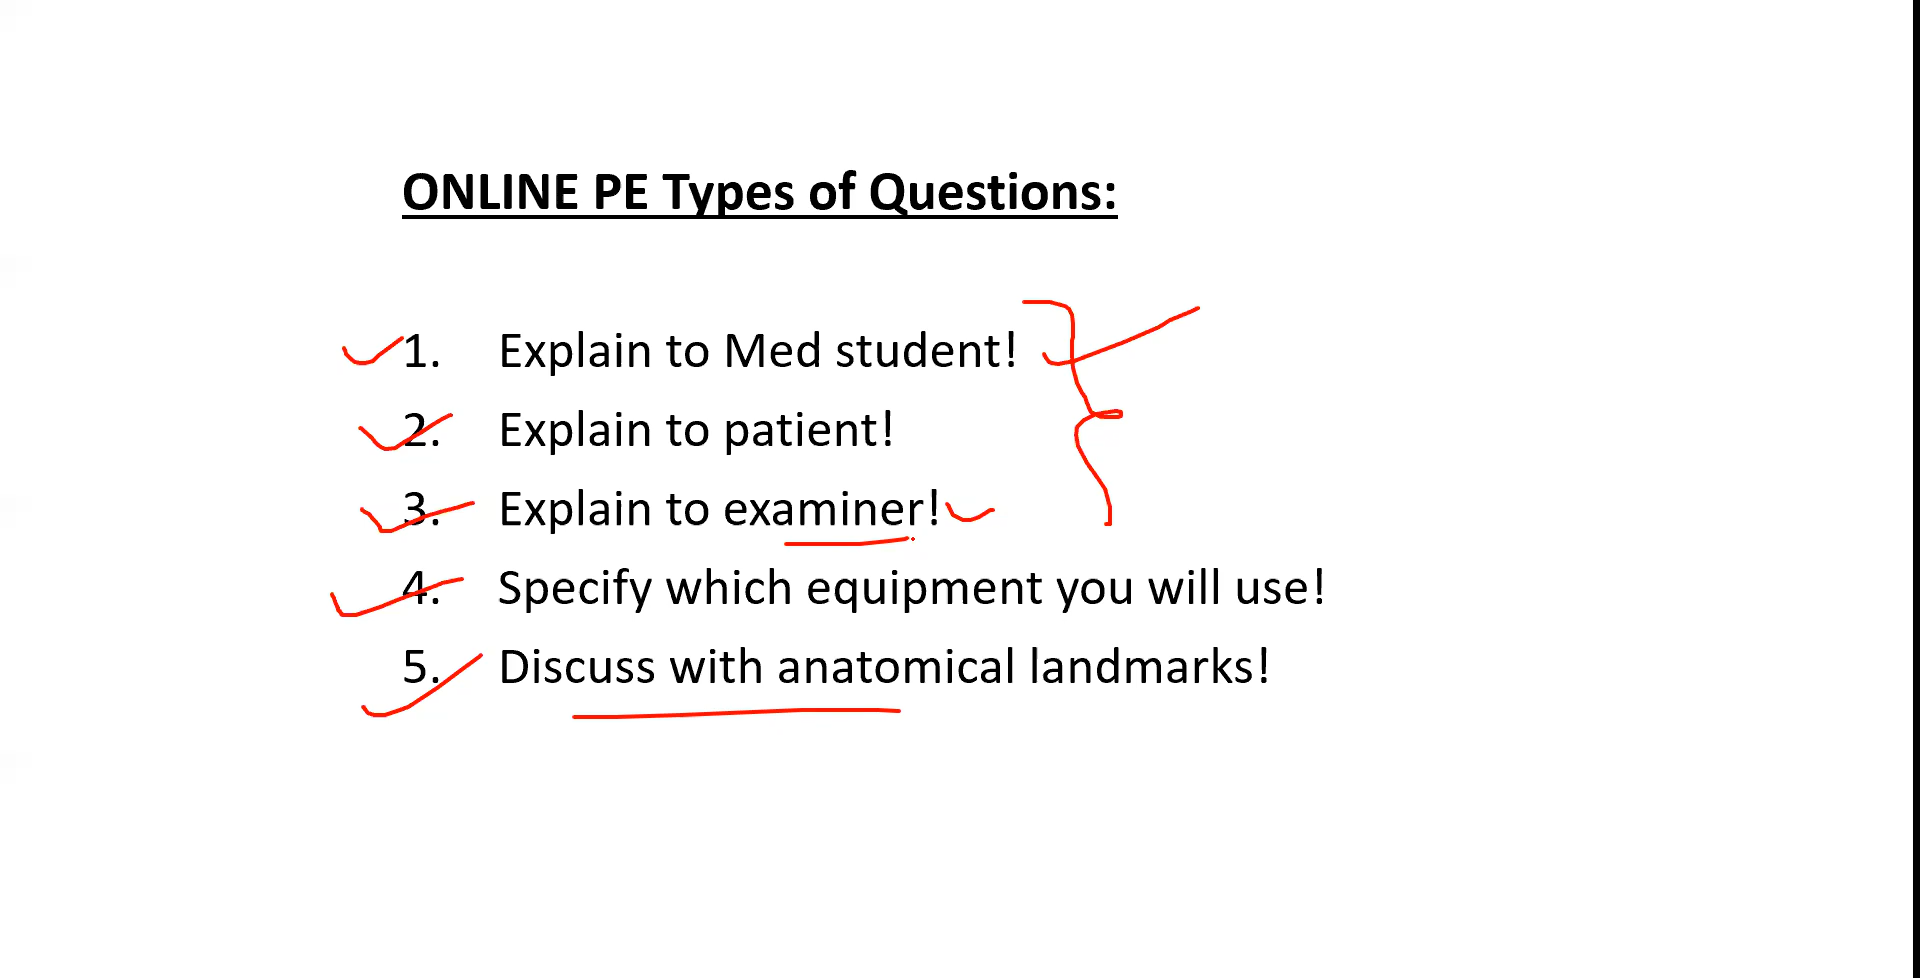 ONLINE PE Types of Questions:
1. Explain to Med student!
2. Explain to patient!
3. Explain to examiner!
4. Specify which equipment you will use!
5. Discuss with anatomical landmarks!